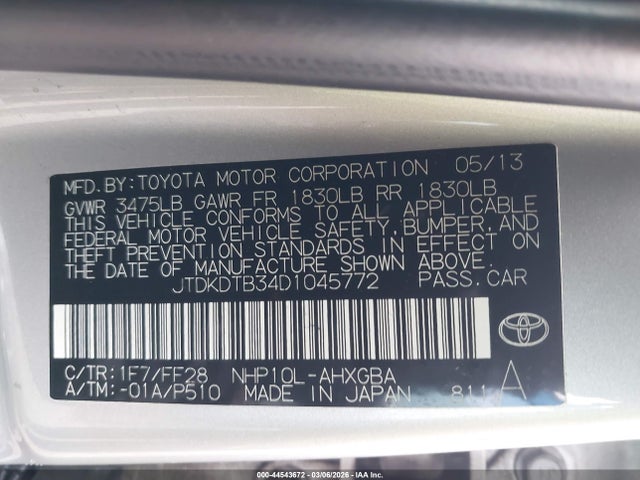 MFD. BY: TOYOTA MOTOR CORPORATION 05/13
GVWR 3475LB GAWR FR 1830LB RR 1830LB
THIS VEHICLE CONFORMS TO ALL APPLICABLE
FEDERAL MOTOR VEHICLE SAFETY, BUMPER, AND
THEFT PREVENTION STANDARDS IN EFFECT ON
THE DATE OF MANUFACTURE SHOWN ABOVE.
JTDKDTB34D1045772 PASS.CAR
C/TR: 1F7/FF28 NHP10L-AHXGBA
A/TM: -01A/P510 MADE IN JAPAN 811 A
000-44543672 - 03/06/2026 - IAA Inc.